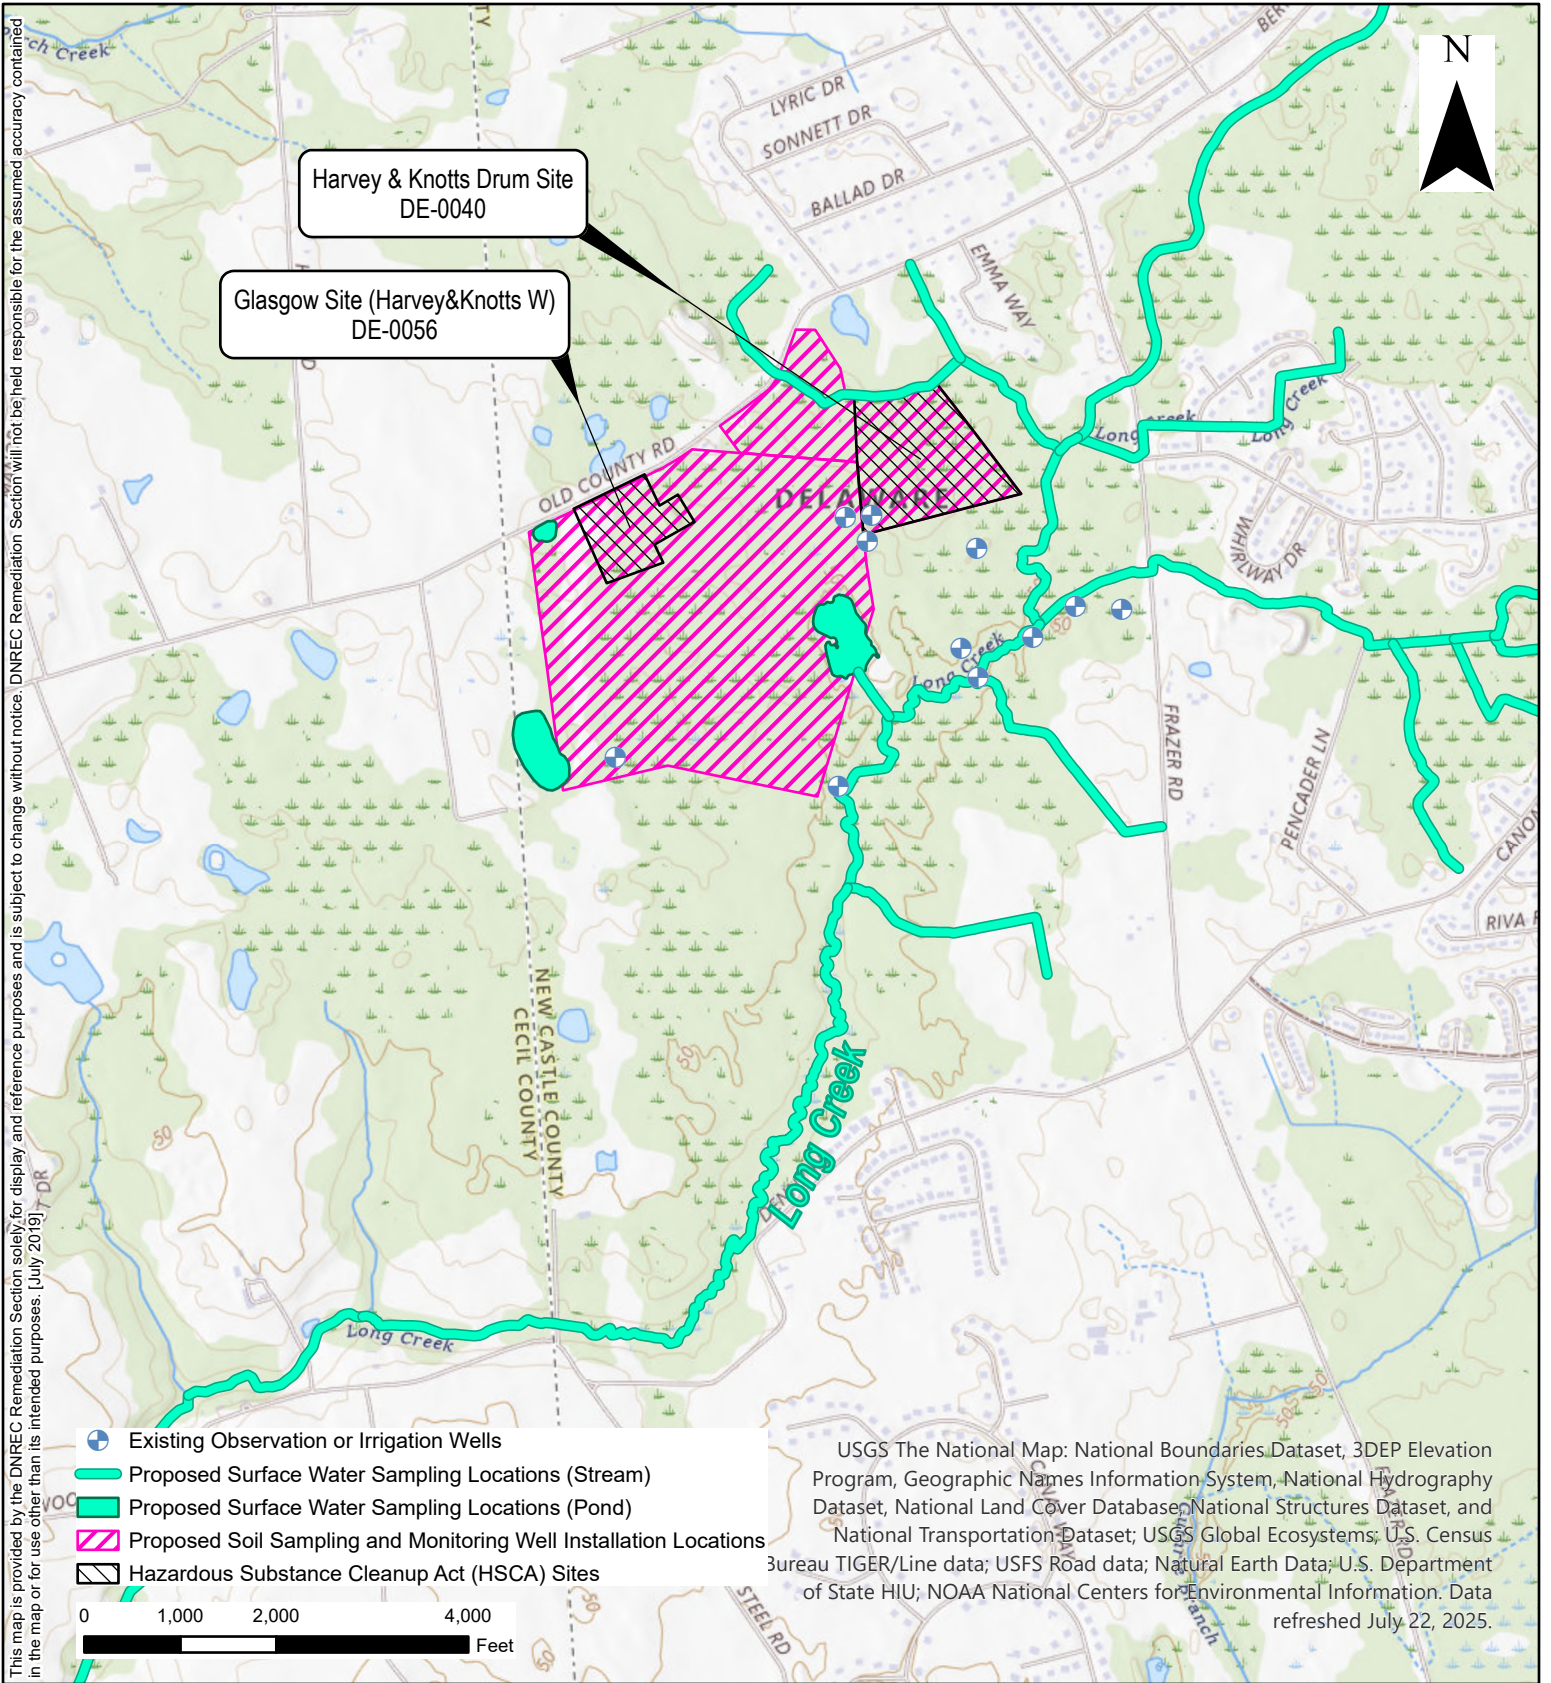 This map is provided by the DNREC Remediation Section solely for display and reference purposes and is subject to change without notice. DNREC Remediation Section will not be held responsible for the assumed accuracy contained
in the map or for use other than its intended purposes. [July 2019]
N
LYRIC DR
SONNETT DR
BALLAD DR
EMMA WAY
Harvey & Knotts Drum Site
DE-0040
Glasgow Site (Harvey&Knotts W)
DE-0056
OLD COUNTY RD
DELAWARE
Long Creek
Long Creek
WHIRLWAY DR
Long Creek
50
FRAZER RD
PENCADER LN
RIVA
NEW CASTLE COUNTY
CECIL COUNTY
50
50
Long Creek
Long Creek
50
50
50
Existing Observation or Irrigation Wells
Proposed Surface Water Sampling Locations (Stream)
Proposed Surface Water Sampling Locations (Pond)
Proposed Soil Sampling and Monitoring Well Installation Locations
Hazardous Substance Cleanup Act (HSCA) Sites
0 1,000 2,000 4,000
Feet
STEEL RD
50
50
USGS The National Map: National Boundaries Dataset, 3DEP Elevation
Program, Geographic Names Information System, National Hydrography
Dataset, National Land Cover Database, National Structures Dataset, and
National Transportation Dataset; USGS Global Ecosystems; U.S. Census
Bureau TIGER/Line data; USFS Road data; Natural Earth Data; U.S. Department
of State HIU; NOAA National Centers for Environmental Information. Data
refreshed July 22, 2025.